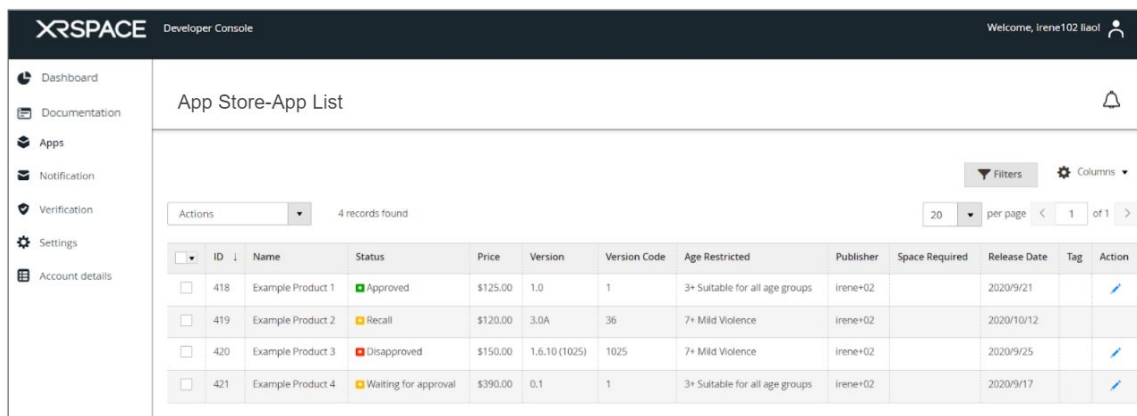 XRSPACE Developer Console Welcome, irene102 liao!
Dashboard
Documentation
Apps
Notification
Verification
Settings
Account details
App Store-App List
Filters Columns
Actions 4 records found 20 per page 1 of 1
ID Name Status Price Version Version Code Age Restricted Publisher Space Required Release Date Tag Action
418 Example Product 1 Approved $125.00 1.0 1 3+ Suitable for all age groups irene+02 2020/9/21
419 Example Product 2 Recall $120.00 3.0A 36 7+ Mild Violence irene+02 2020/10/12
420 Example Product 3 Disapproved $150.00 1.6.10 (1025) 1025 7+ Mild Violence irene+02 2020/9/25
421 Example Product 4 Waiting for approval $390.00 0.1 1 3+ Suitable for all age groups irene+02 2020/9/17